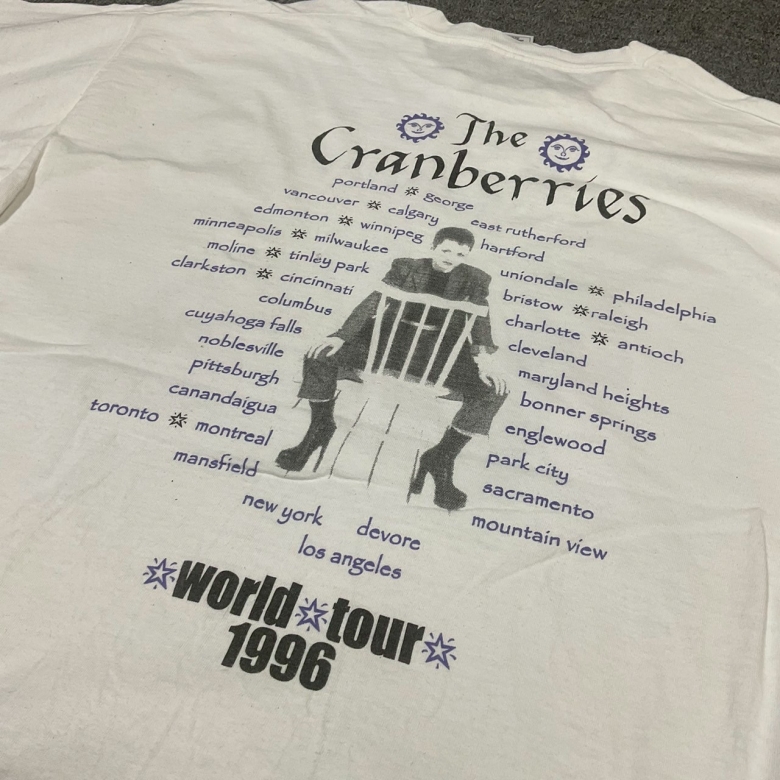 The
Cranberries
portland george
vancouver calgary
edmonton winnipeg
minneapolis milwaukee
moline tinley park
clarkston cincinnati
columbus
cuyahoga falls
noblesville
pittsburgh
canandaigua
toronto montreal
mansfield
east rutherford
hartford
uniondale philadelphia
bristow raleigh
charlotte antioch
cleveland
maryland heights
bonner springs
englewood
park city
sacramento
mountain view
new york devore
los angeles
world tour
1996